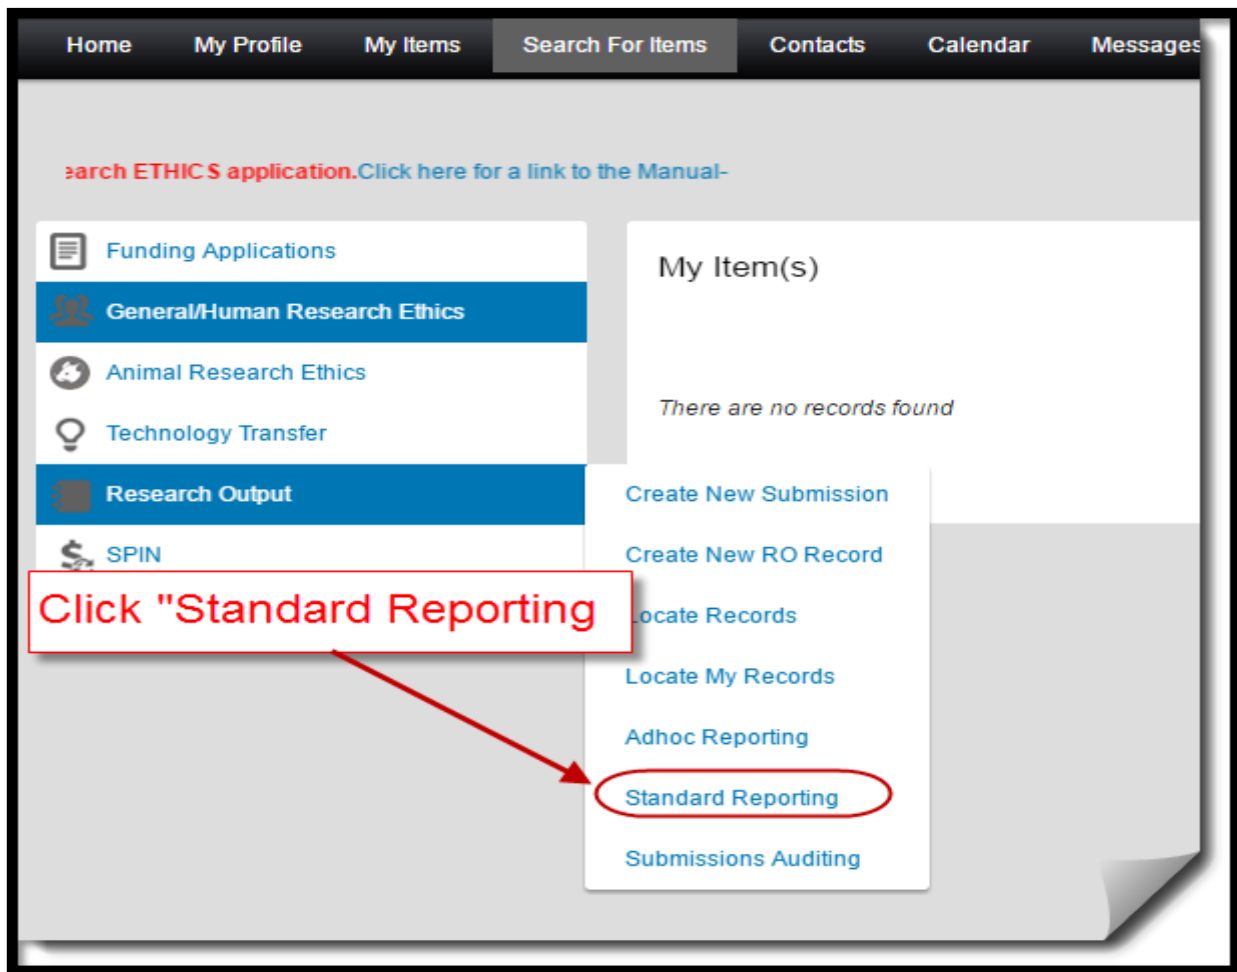 Home My Profile My Items Search For Items Contacts Calendar Messages
earch ETHICS application.Click here for a link to the Manual-
Funding Applications
General/Human Research Ethics
Animal Research Ethics
Technology Transfer
Research Output
SPIN
My Item(s)
There are no records found
Create New Submission
Create New RO Record
Locate Records
Locate My Records
Adhoc Reporting
Standard Reporting
Submissions Auditing
Click "Standard Reporting